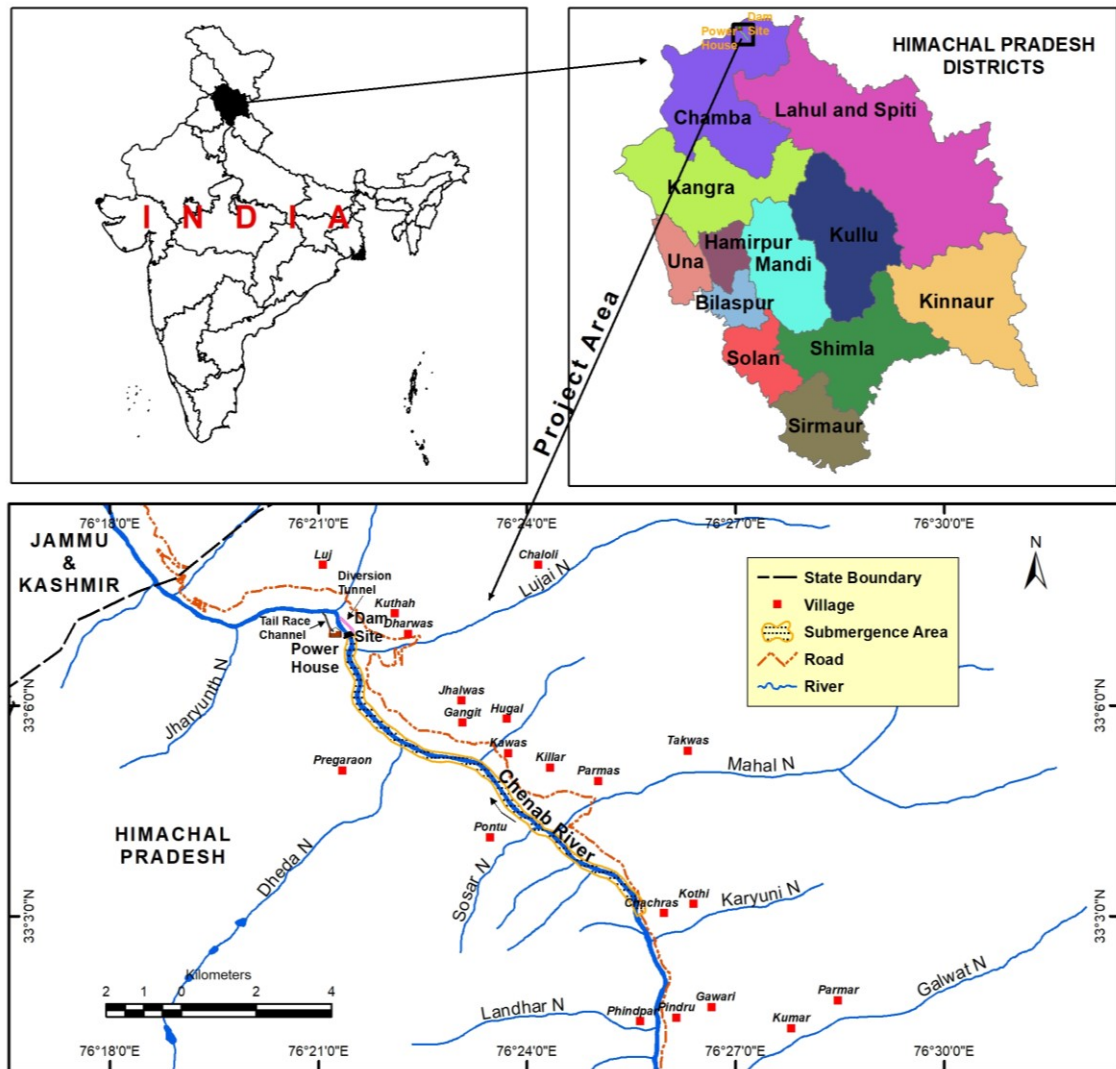 I N D I A
Dam
Power Site
House
HIMACHAL PRADESH
DISTRICTS
Chamba
Lahul and Spiti
Kangra
Kullu
Hamirpur
Una
Mandi
Bilaspur
Kinnaur
Solan
Shimla
Sirmaur
Project Area
76°18'0"E
76°21'0"E
76°24'0"E
76°27'0"E
76°30'0"E
JAMMU
&
KASHMIR
Luj
Chaloli
Lujai N
Diversion
Tunnel
Kuthah
Dharwas
Tail Race
Channel
Dam
Site
Power
House
Jharyunth N
N
State Boundary
Village
Submergence Area
Road
River
33°6'0"N
33°6'0"N
Jhalwas
Gangit
Hugal
Kawas
Killar
Parmas
Takwas
Mahal N
Pregaraon
Chenab River
Pontu
HIMACHAL
PRADESH
Dheda N
Sosar N
Kothi
Chachras
Karyuni N
33°3'0"N
33°3'0"N
Kilometers
2 1 0 2 4
Landhar N
Phindpar
Pindru
Gawari
Parmar
Kumar
Galwat N
76°18'0"E
76°21'0"E
76°24'0"E
76°27'0"E
76°30'0"E